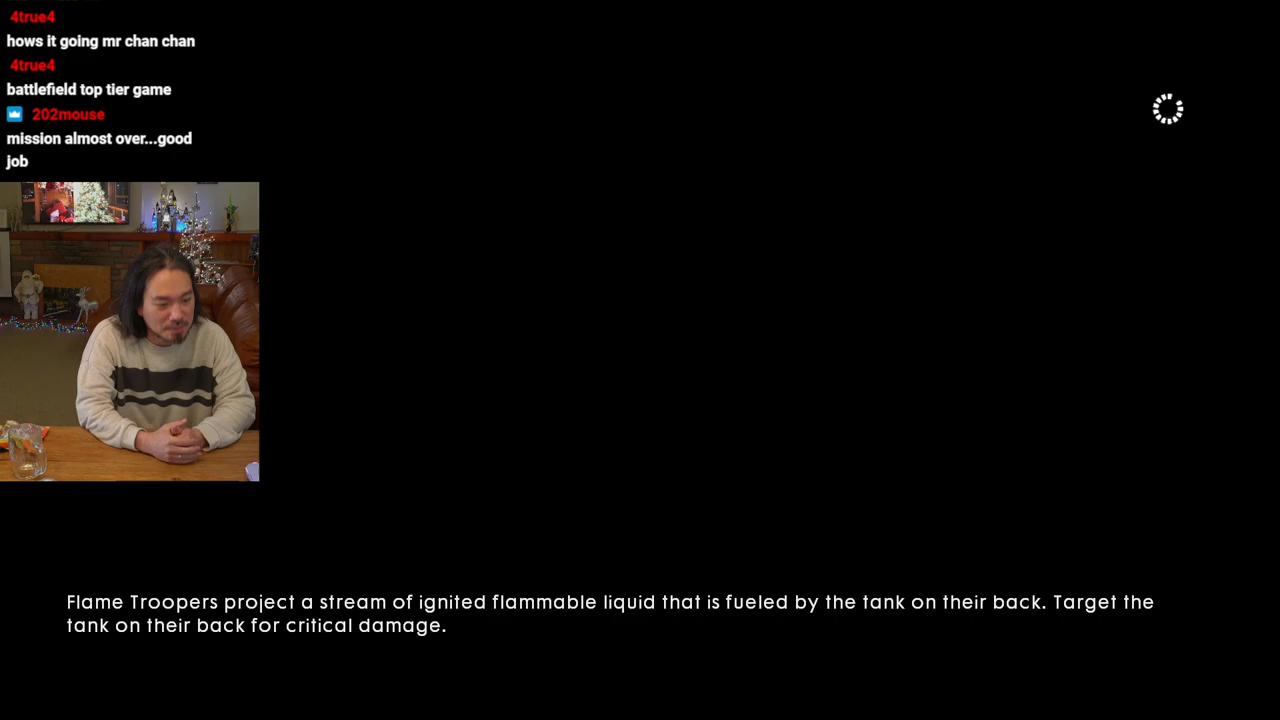 4true4
hows it going mr chan chan
4true4
battlefield top tier game
202mouse
mission almost over...good
job
Flame Troopers project a stream of ignited flammable liquid that is fueled by the tank on their back. Target the
tank on their back for critical damage.